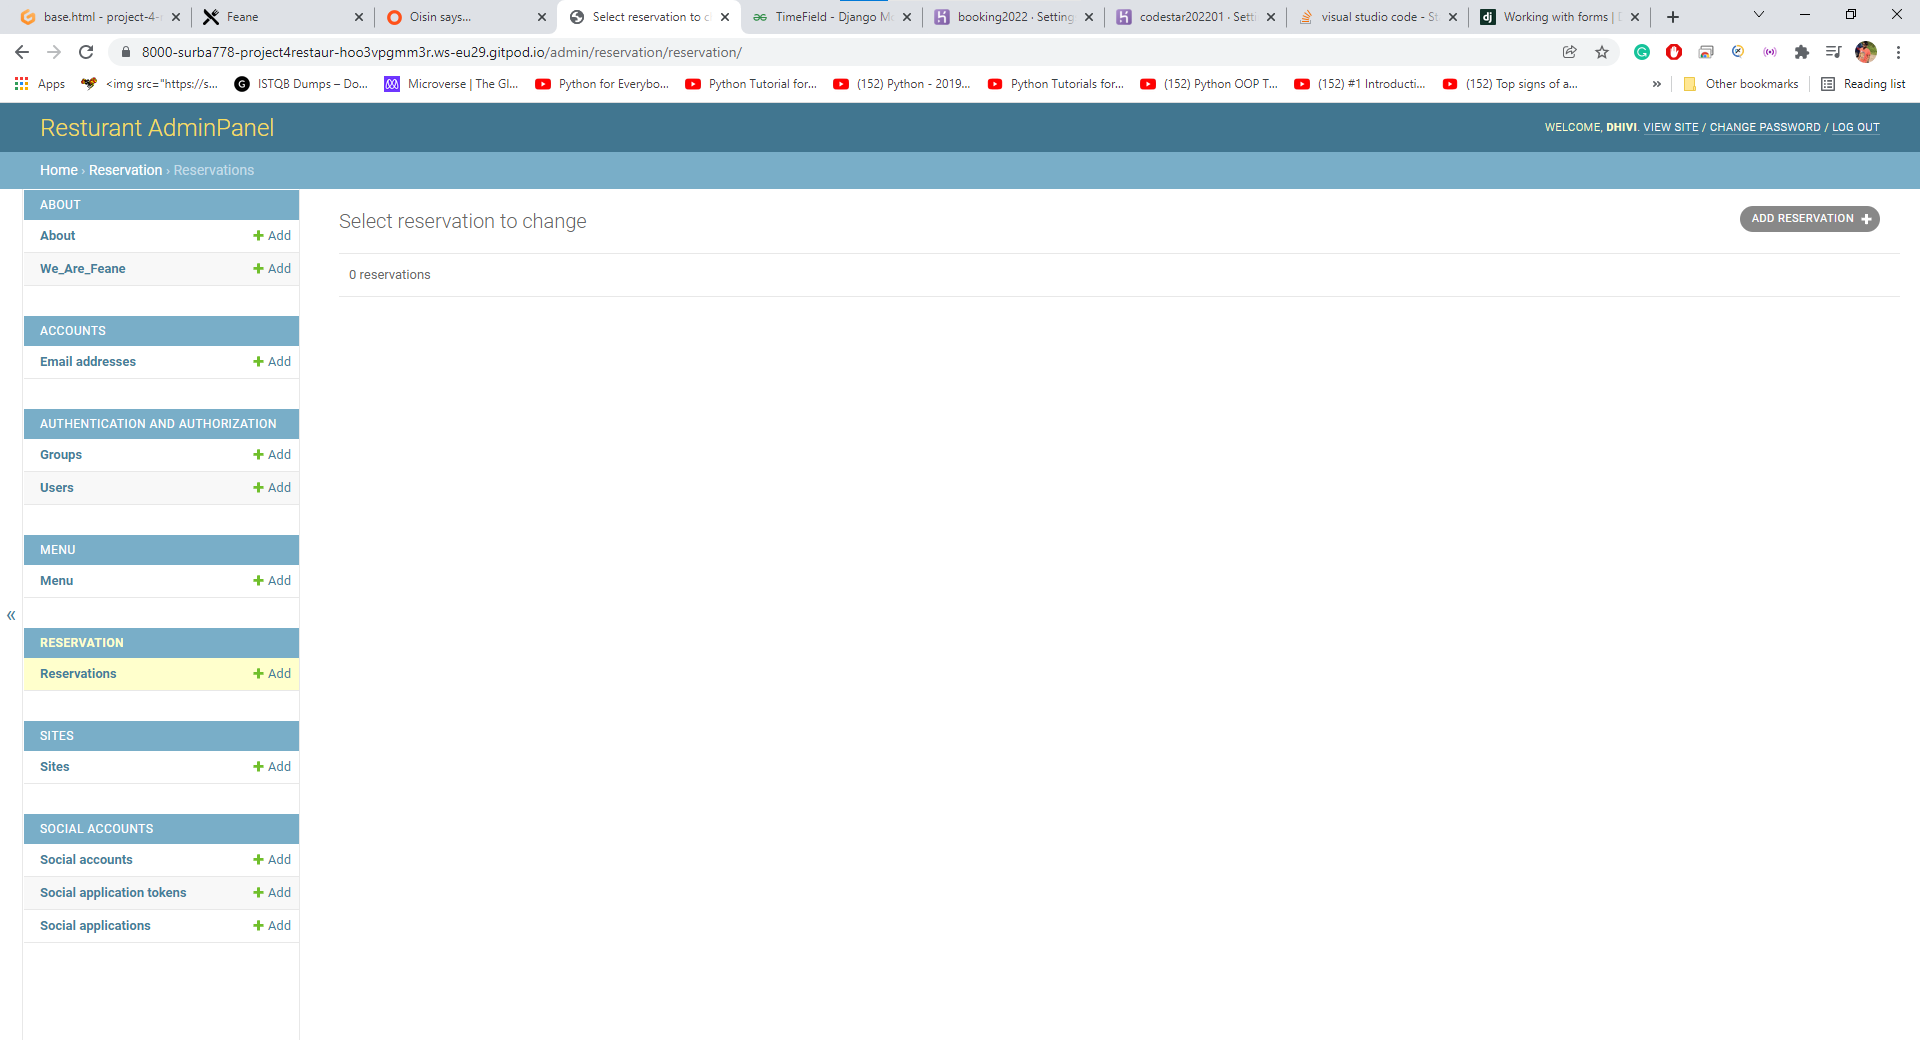 base.html - project-4-
Feane
Oisin says...
Select reservation to c
TimeField - Django Mo
booking2022 · Setting
codestar202201 · Setti
visual studio code - St
Working with forms |
8000-surba778-project4restaur-hoo3vpgmm3r.ws-eu29.gitpod.io/admin/reservation/reservation/
Apps
<img src="https://s...
ISTQB Dumps – Do...
Microverse | The Gl...
Python for Everybo...
Python Tutorial for...
(152) Python - 2019...
Python Tutorials for...
(152) Python OOP T...
(152) #1 Introducti...
(152) Top signs of a...
»
Other bookmarks
Reading list
Resturant AdminPanel
WELCOME, DHIVI. VIEW SITE / CHANGE PASSWORD / LOG OUT
Home › Reservation › Reservations
ABOUT
About Add
We_Are_Feane Add
ACCOUNTS
Email addresses Add
AUTHENTICATION AND AUTHORIZATION
Groups Add
Users Add
MENU
Menu Add
«
RESERVATION
Reservations Add
SITES
Sites Add
SOCIAL ACCOUNTS
Social accounts Add
Social application tokens Add
Social applications Add
Select reservation to change
ADD RESERVATION
0 reservations